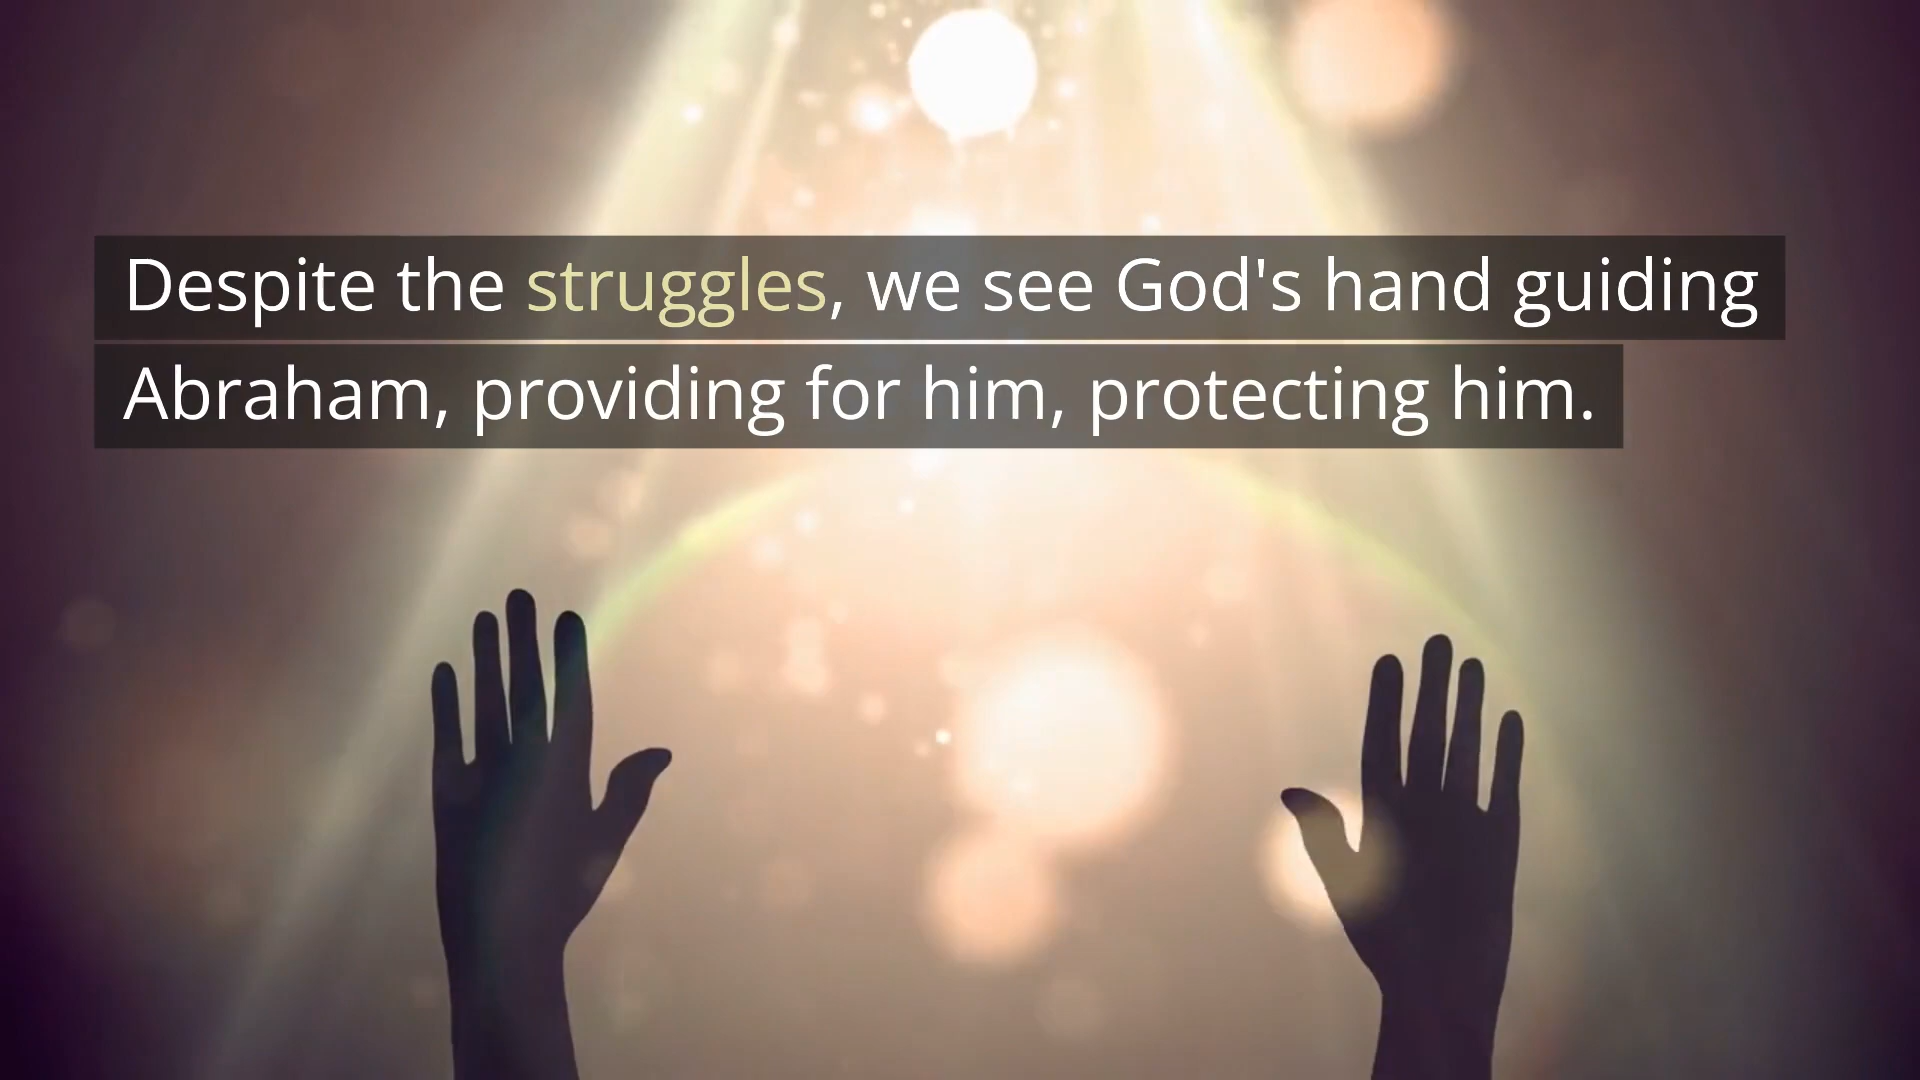 Despite the struggles, we see God's hand guiding
Abraham, providing for him, protecting him.